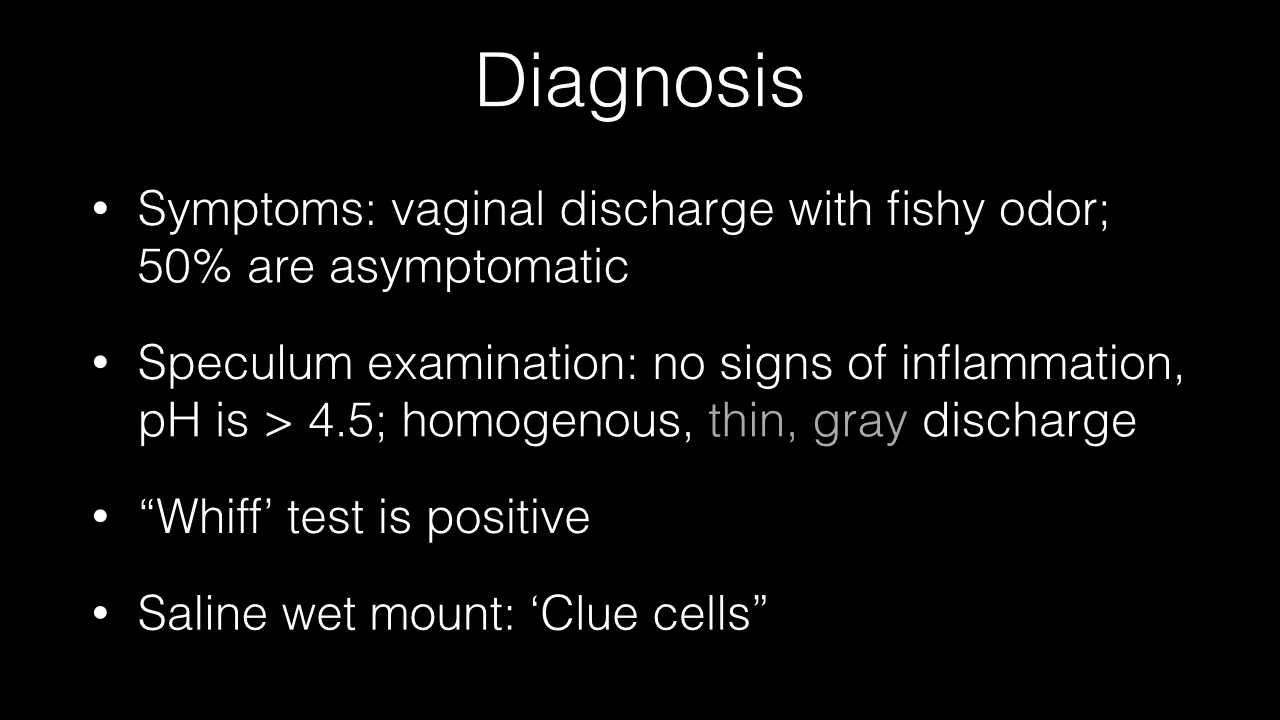 Diagnosis
• Symptoms: vaginal discharge with fishy odor;
50% are asymptomatic
• Speculum examination: no signs of inflammation,
pH is > 4.5; homogenous, thin, gray discharge
• “Whiff’ test is positive
• Saline wet mount: ‘Clue cells”